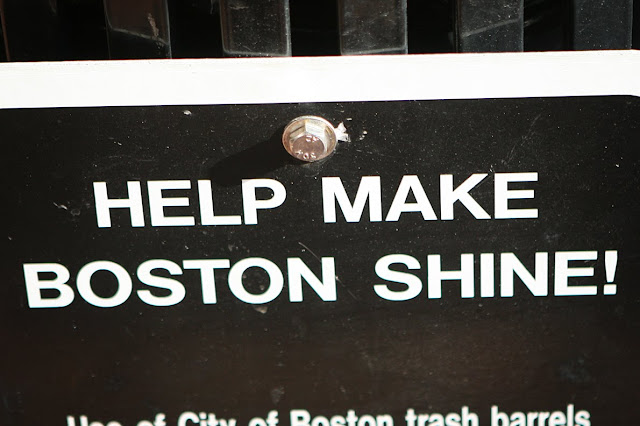 HELP MAKE
BOSTON SHINE!
Use of City of Boston trash barrels